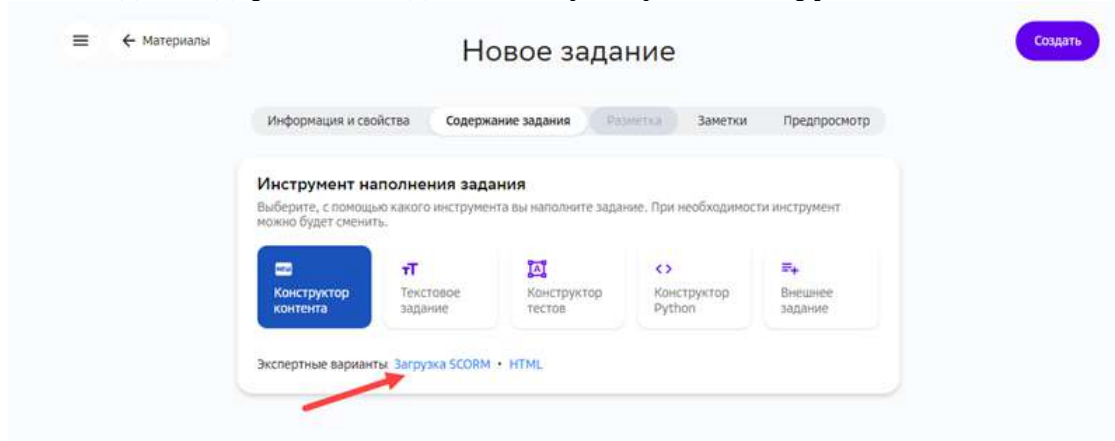 ← Материалы
Новое задание
Создать
Информация и свойства
Содержание задания
Разметка
Заметки
Предпросмотр
Инструмент наполнения задания
Выберите, с помощью какого инструмента вы наполните задание. При необходимости инструмент
можно будет сменить.
NEW
Конструктор
контента
тТ
Текстовое
задание
A
Конструктор
тестов
<>
Конструктор
Python
Внешнее
задание
Экспертные варианты: Загрузка SCORM • HTML